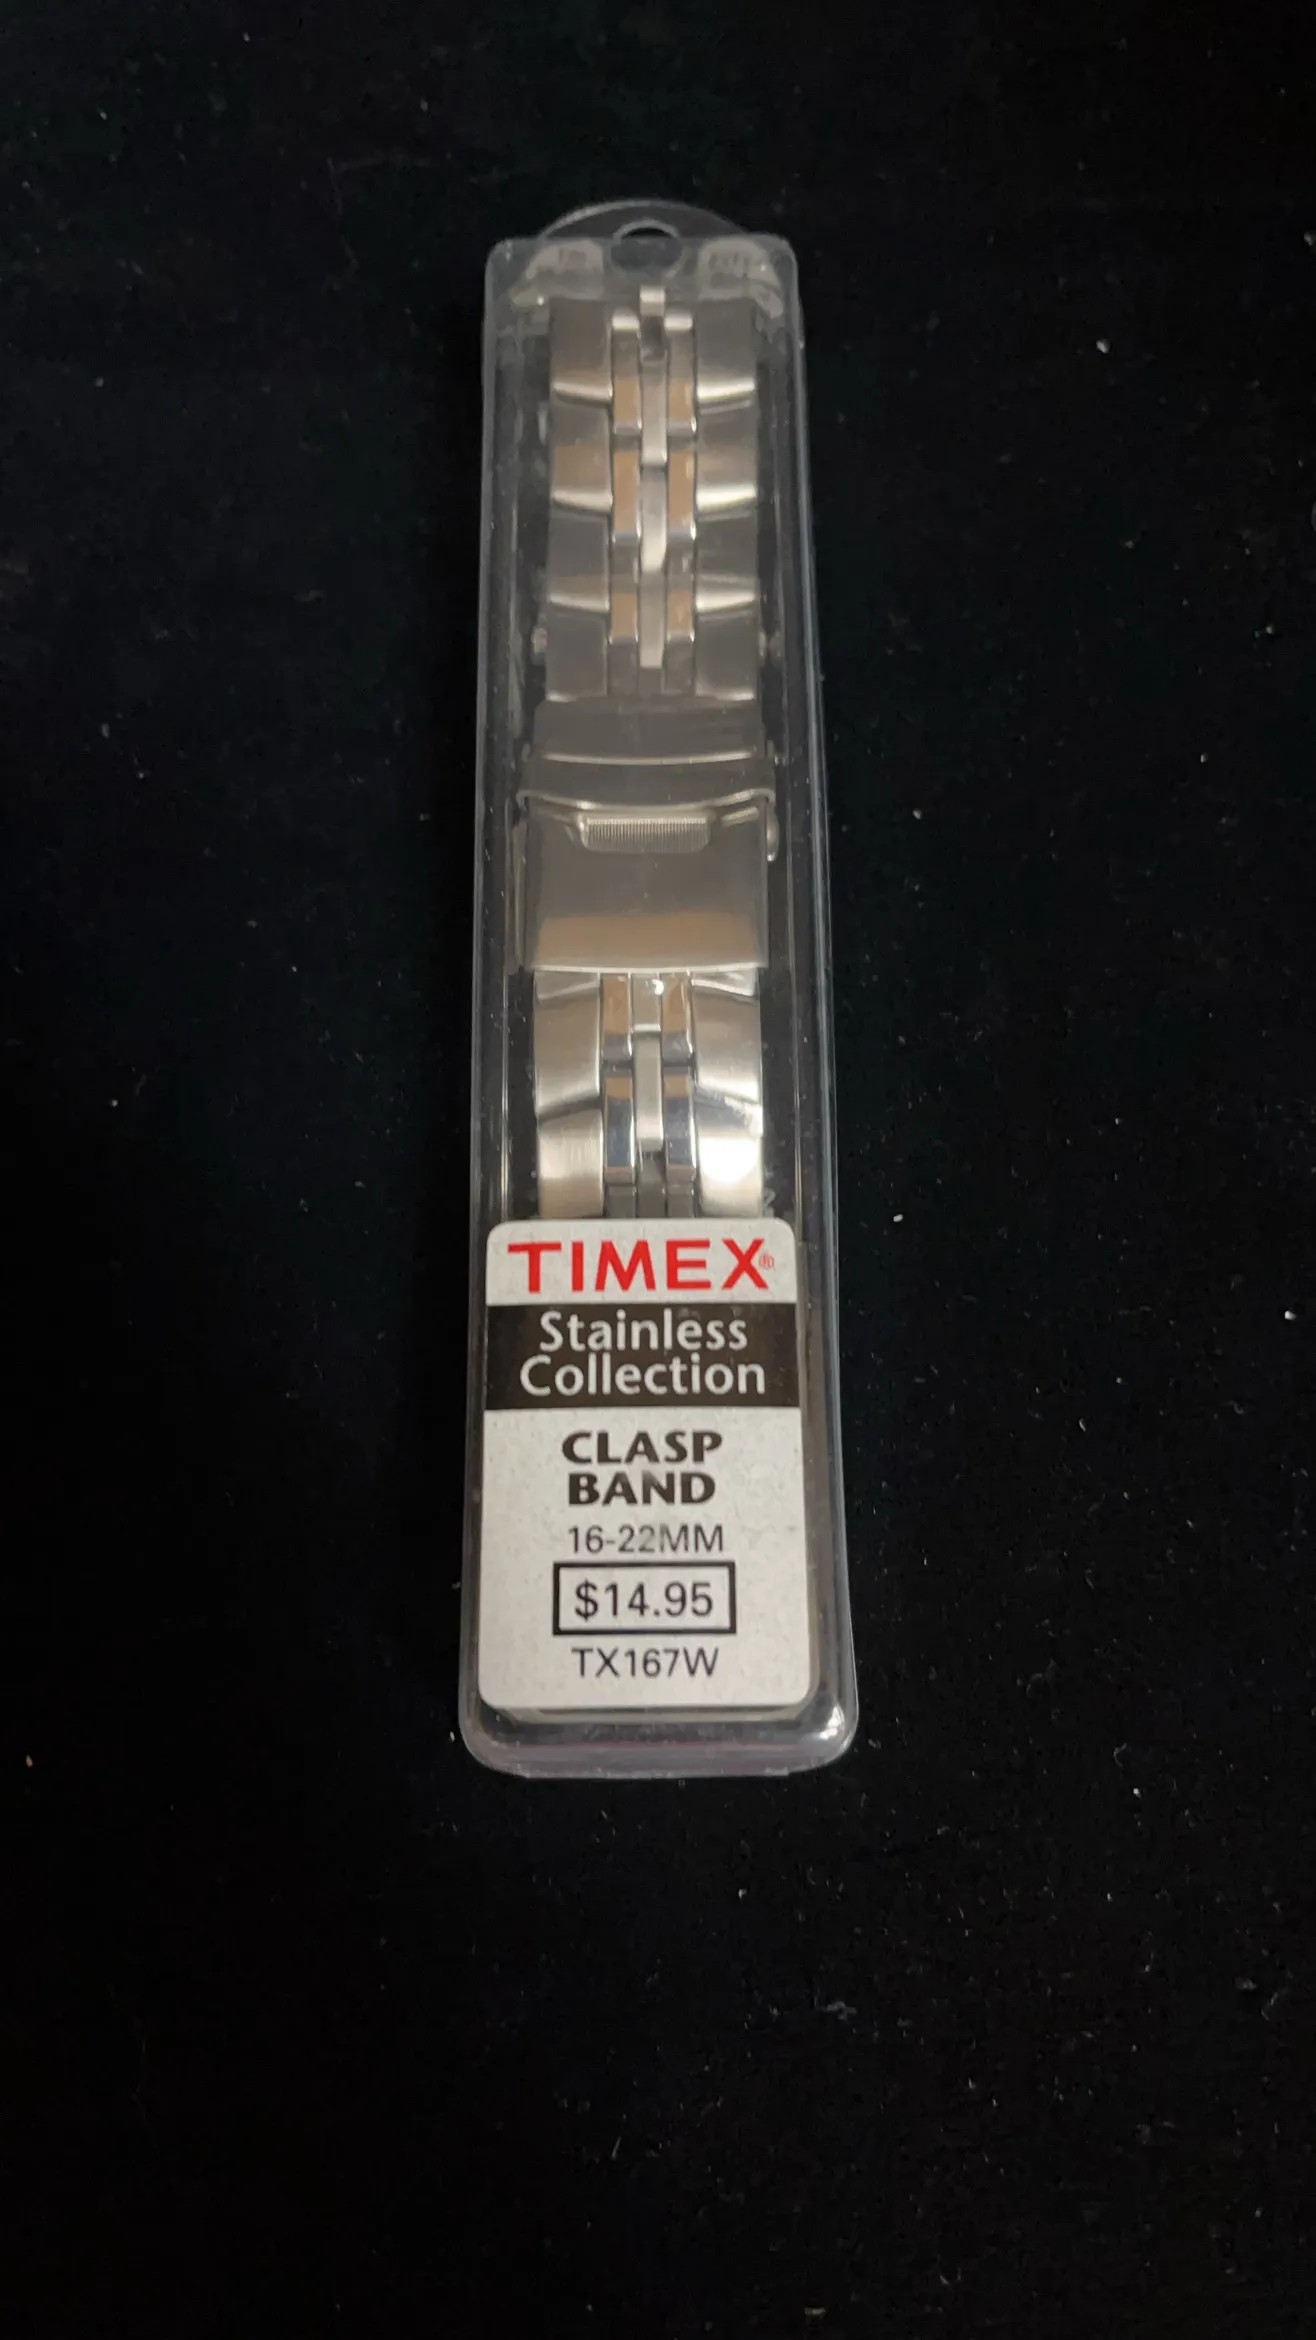 TIMEX®
Stainless
Collection
CLASP
BAND
16-22MM
$14.95
TX167W